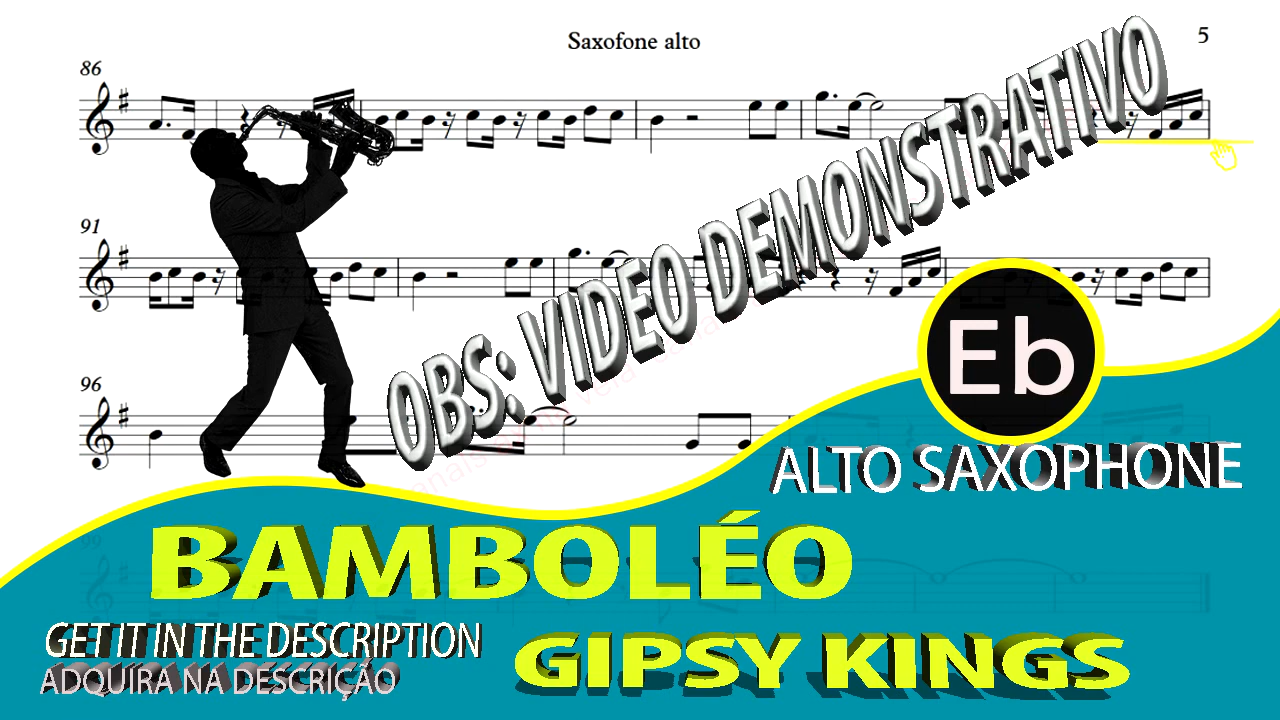 Saxofone alto
5
86
OBS: VIDEO DEMONSTRATIVO
91
Eb
96
ALTO SAXOPHONE
99
BAMBOLÉO
GET IT IN THE DESCRIPTION
GIPSY KINGS
ADQUIRA NA DESCRIÇÃO